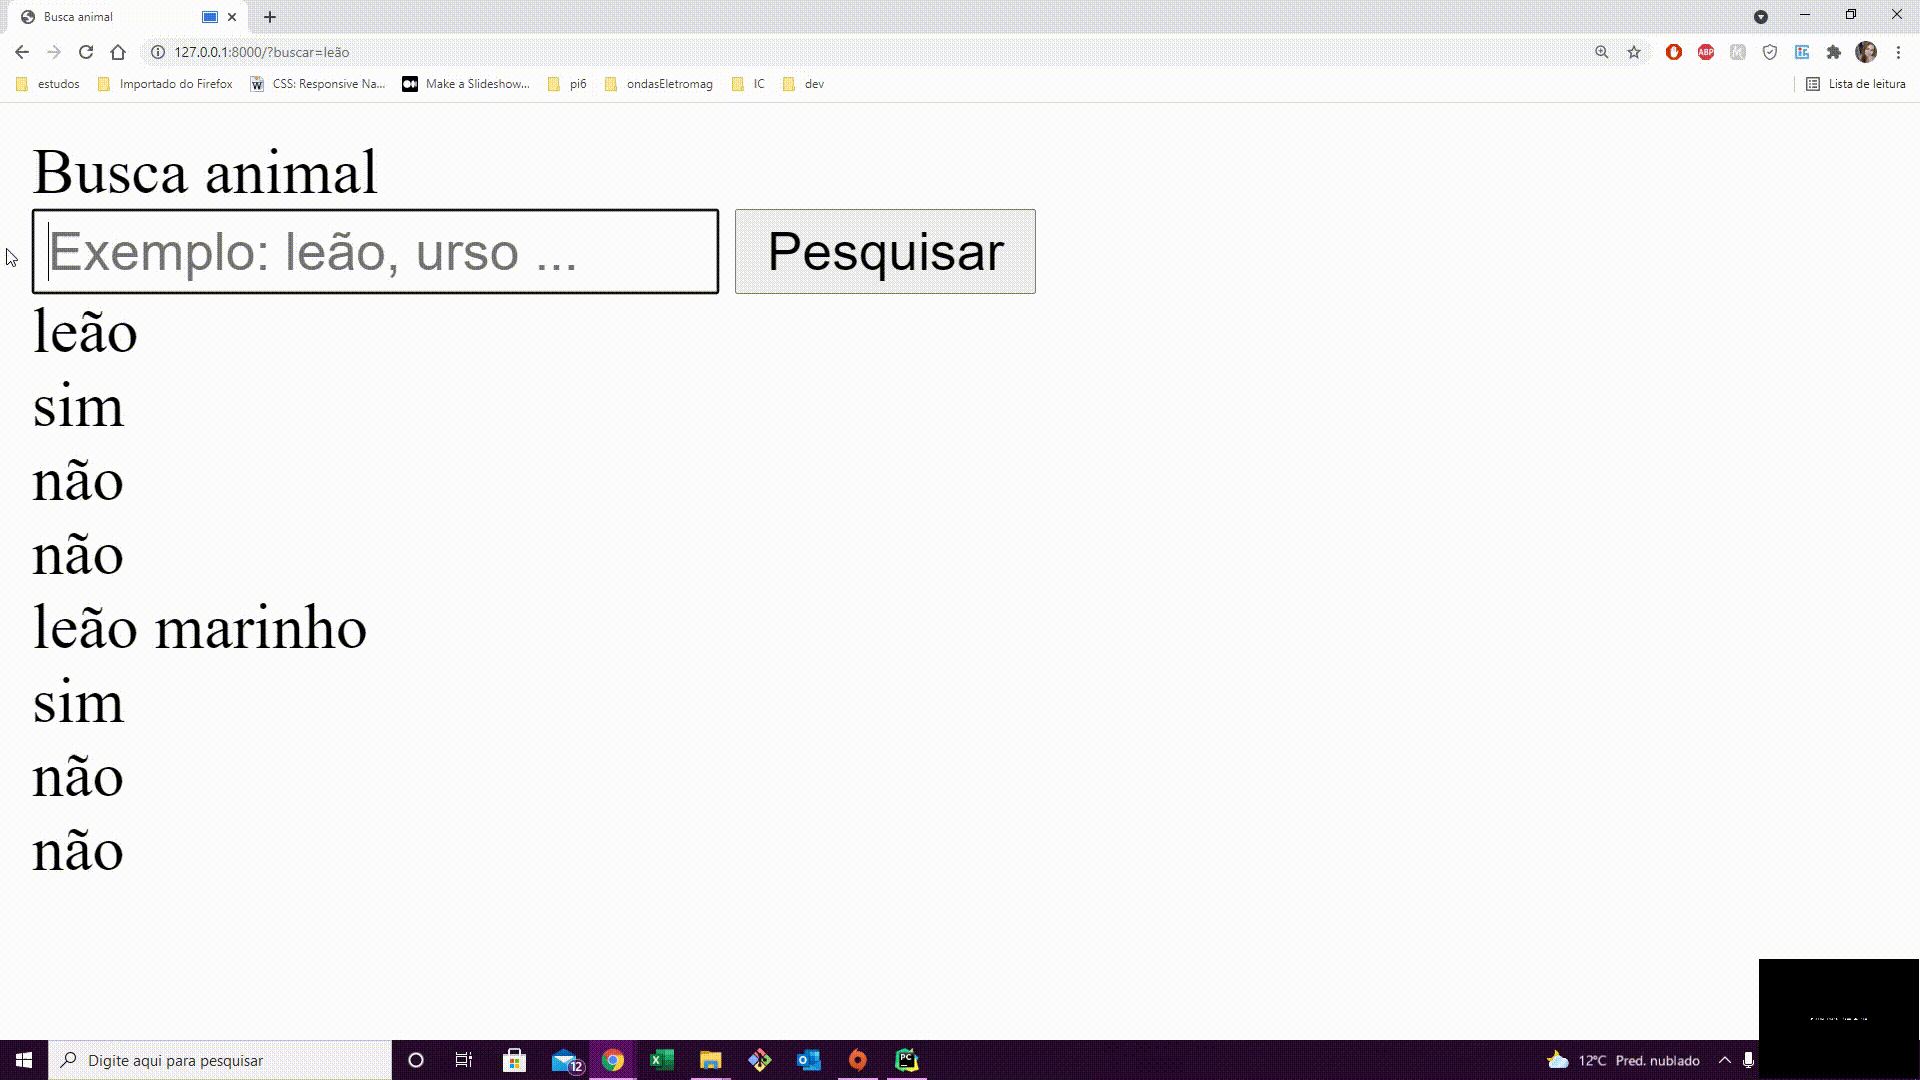 Busca animal
127.0.0.1:8000/?buscar=leão
ABP
estudos Importado do Firefox CSS: Responsive Na... Make a Slideshow... pi6 ondasEletromag IC dev Lista de leitura
Busca animal
Exemplo: leão, urso ... Pesquisar
leão
sim
não
não
leão marinho
sim
não
não
Digite aqui para pesquisar 12 PC 12°C Pred. nublado